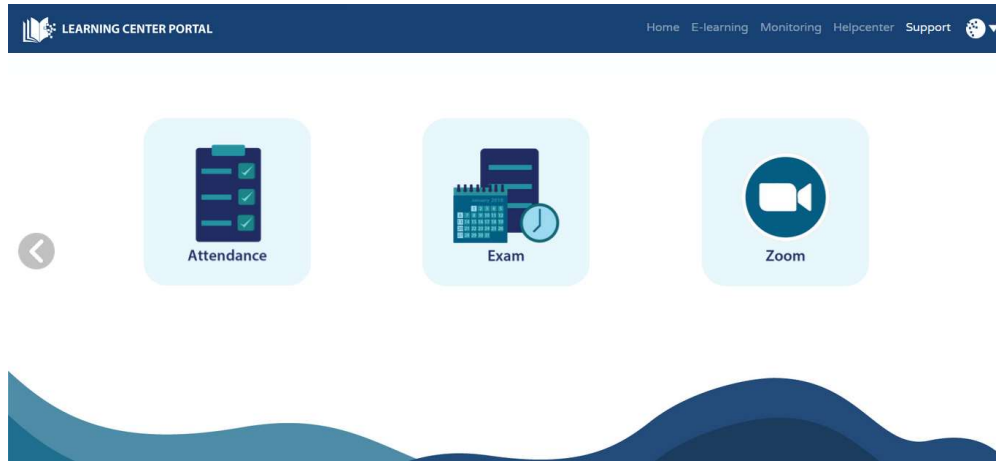 LEARNING CENTER PORTAL
Home E-learning Monitoring Helpcenter Support
Attendance
Exam
Zoom